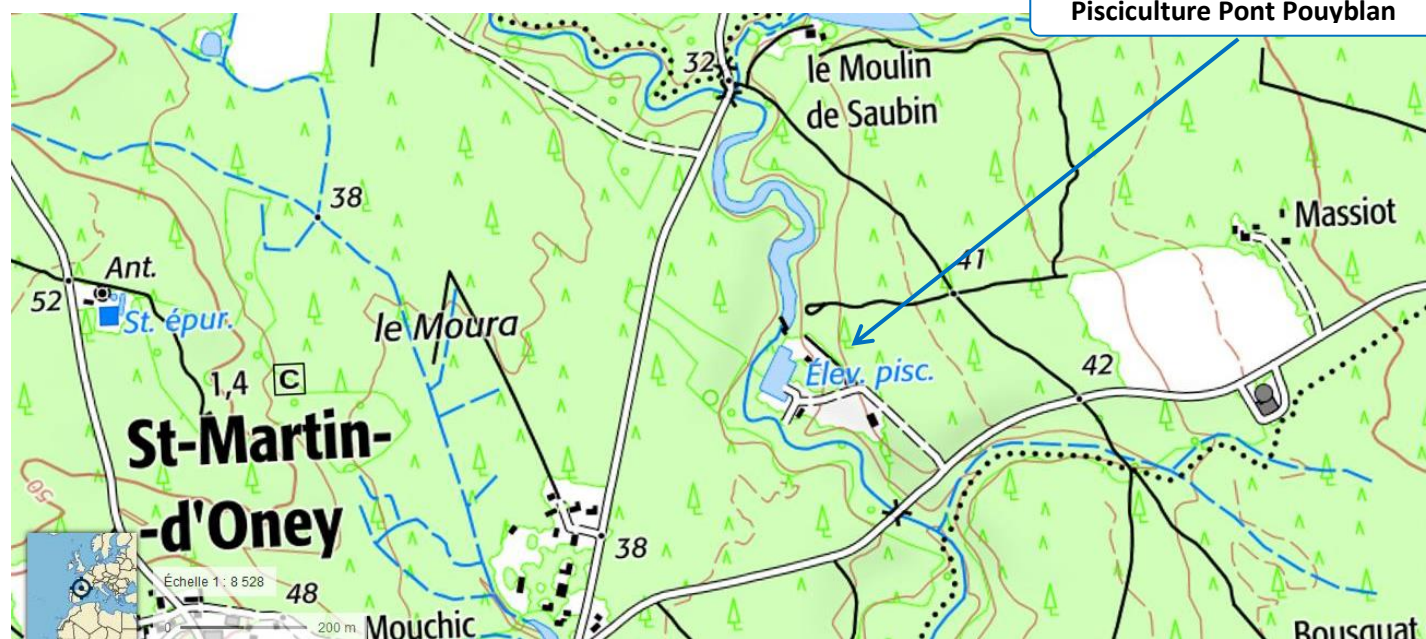 Pisciculture Pont Pouyblan
32
le Moulin
de Saubin
38
Massiot
Ant.
41
52
St. épur.
le Moura
Élev. pisc.
42
1,4
C
St-Martin-
-d'Oney
50
38
Échelle 1 : 8 528
48
0
200 m
Mouchic
Bousquat